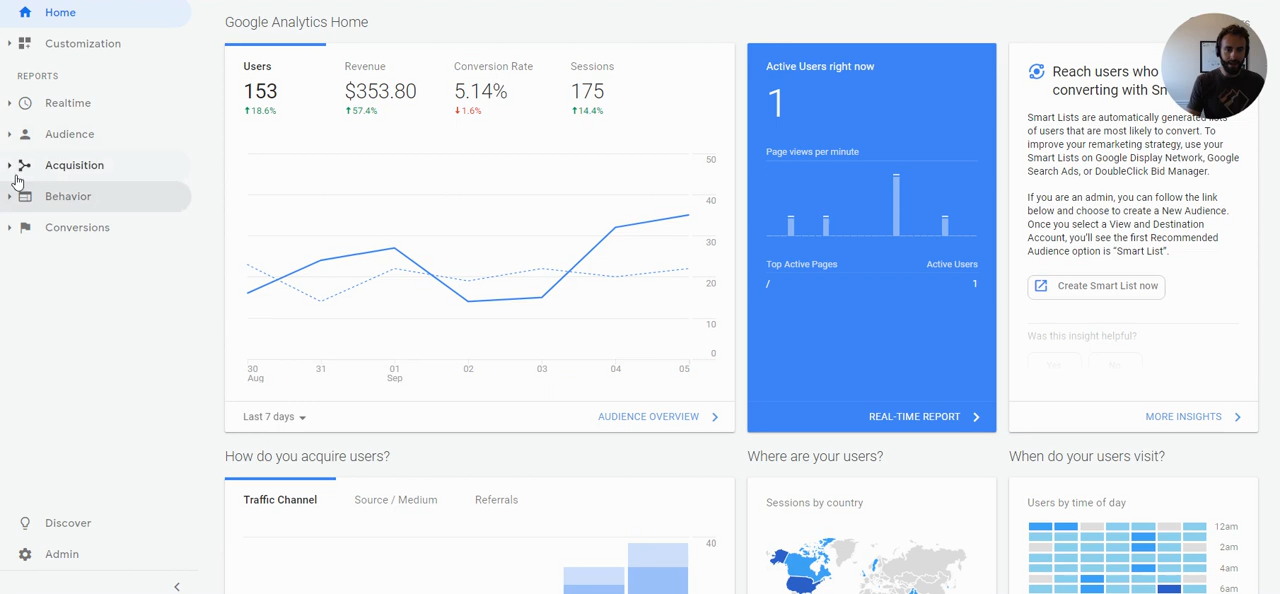 Home
Customization
REPORTS
Realtime
Audience
Acquisition
Behavior
Conversions
Discover
Admin
Google Analytics Home
Users
153
18.6%
Revenue
$353.80
57.4%
Conversion Rate
5.14%
1.6%
Sessions
175
14.4%
50
40
30
20
10
0
30
Aug
31
01
Sep
02
03
04
05
Last 7 days
AUDIENCE OVERVIEW
Active Users right now
1
Page views per minute
Top Active Pages Active Users
/ 1
REAL-TIME REPORT
Reach users who
converting with
Smart Lists are automatically generated lists
of users that are most likely to convert. To
improve your remarketing strategy, use your
Smart Lists on Google Display Network, Google
Search Ads, or DoubleClick Bid Manager.
If you are an admin, you can follow the link
below and choose to create a New Audience.
Once you select a View and Destination
Account, you'll see the first Recommended
Audience option is “Smart List”.
Create Smart List now
Was this insight helpful?
Yes No
MORE INSIGHTS
How do you acquire users?
Traffic Channel Source / Medium Referrals
40
Where are your users?
Sessions by country
When do your users visit?
Users by time of day
12am
2am
4am
6am